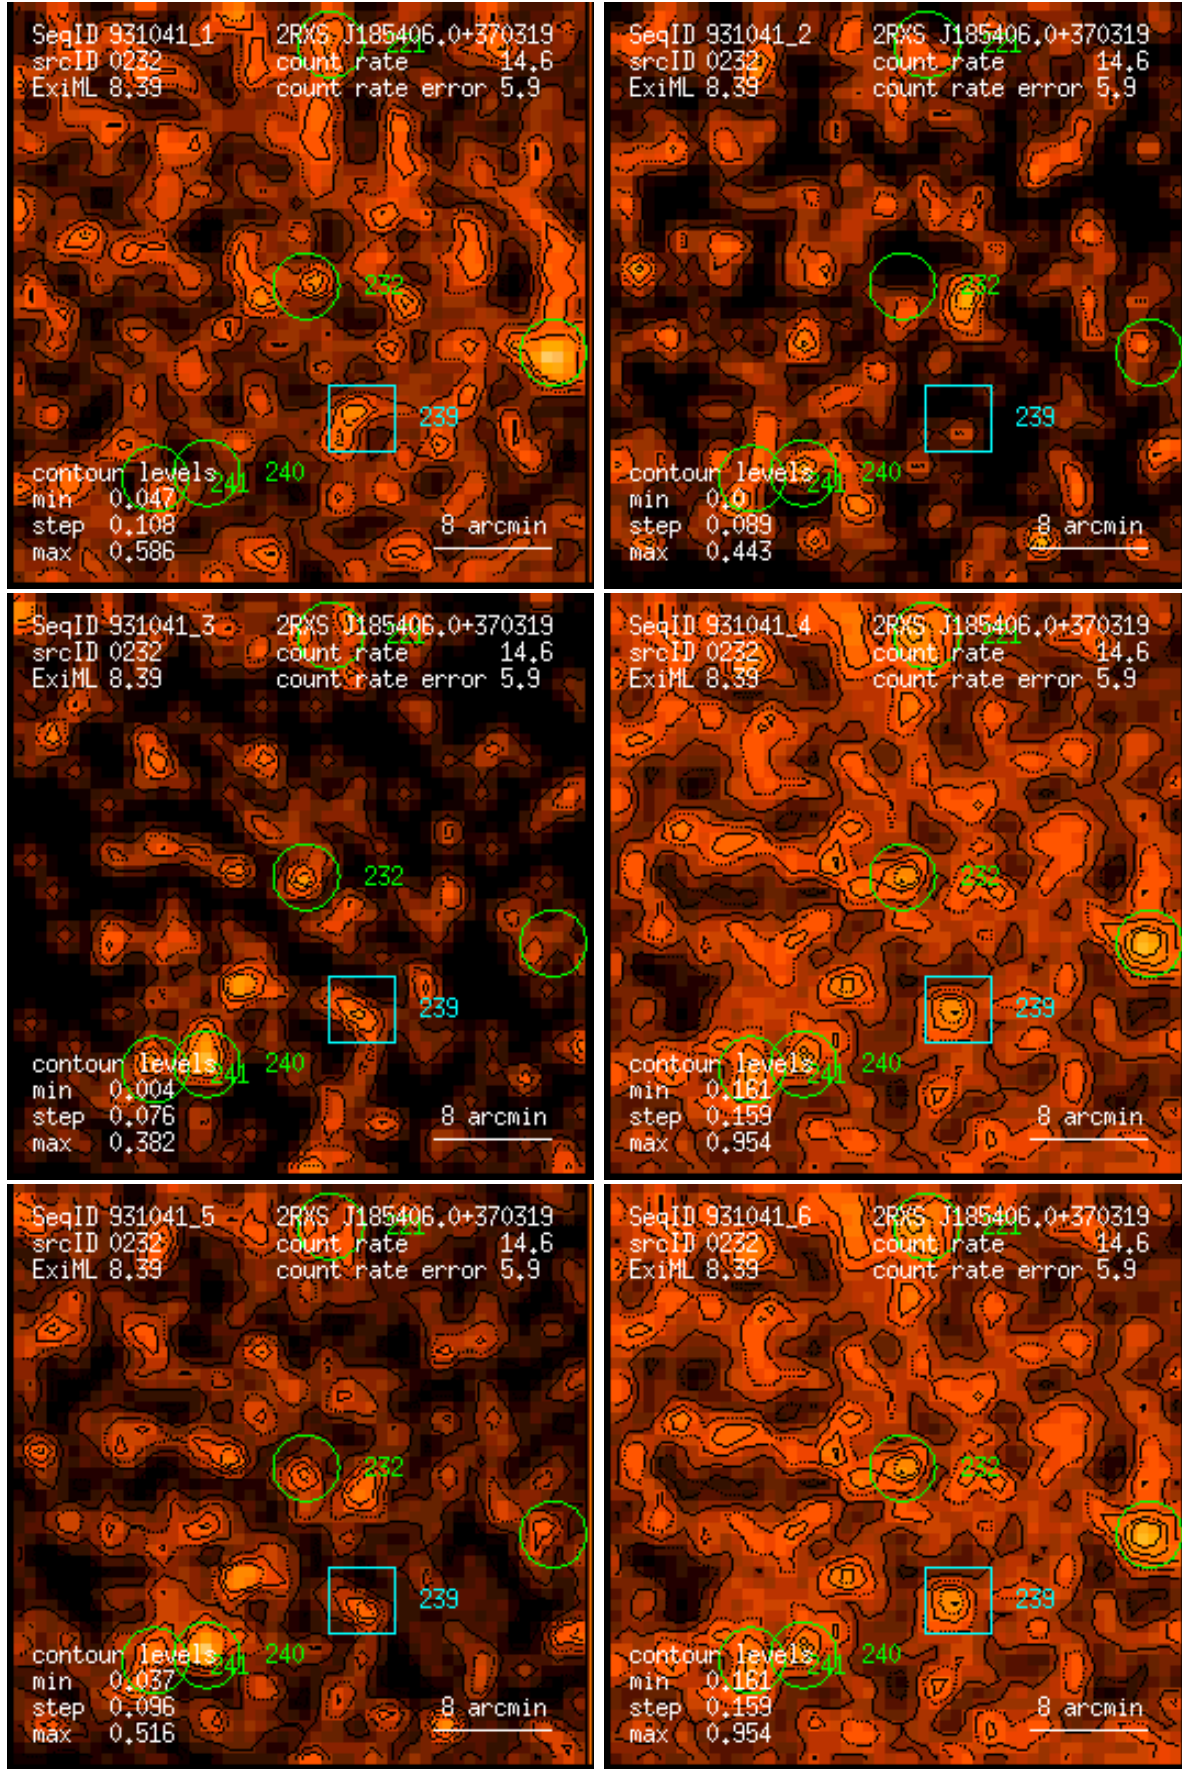 SeqID 931041_1 2RXS J185406.0+370319
221
srcID 0232 count rate 14.6
ExiML 8.39 count rate error 5.9
232
239
240
241
contour levels
min 0.047
step 0.108
max 0.586
8 arcmin
SeqID 931041_2 2RXS J185406.0+370319
221
srcID 0232 count rate 14.6
ExiML 8.39 count rate error 5.9
232
239
240
241
contour levels
min 0.0
step 0.089
max 0.443
8 arcmin
SeqID 931041_3 2RXS J185406.0+370319
221
srcID 0232 count rate 14.6
ExiML 8.39 count rate error 5.9
232
239
240
241
contour levels
min 0.004
step 0.076
max 0.382
8 arcmin
SeqID 931041_4 2RXS J185406.0+370319
221
srcID 0232 count rate 14.6
ExiML 8.39 count rate error 5.9
232
239
240
241
contour levels
min 0.161
step 0.159
max 0.954
8 arcmin
SeqID 931041_5 2RXS J185406.0+370319
221
srcID 0232 count rate 14.6
ExiML 8.39 count rate error 5.9
232
239
240
241
contour levels
min 0.037
step 0.096
max 0.516
8 arcmin
SeqID 931041_6 2RXS J185406.0+370319
221
srcID 0232 count rate 14.6
ExiML 8.39 count rate error 5.9
232
239
240
241
contour levels
min 0.161
step 0.159
max 0.954
8 arcmin